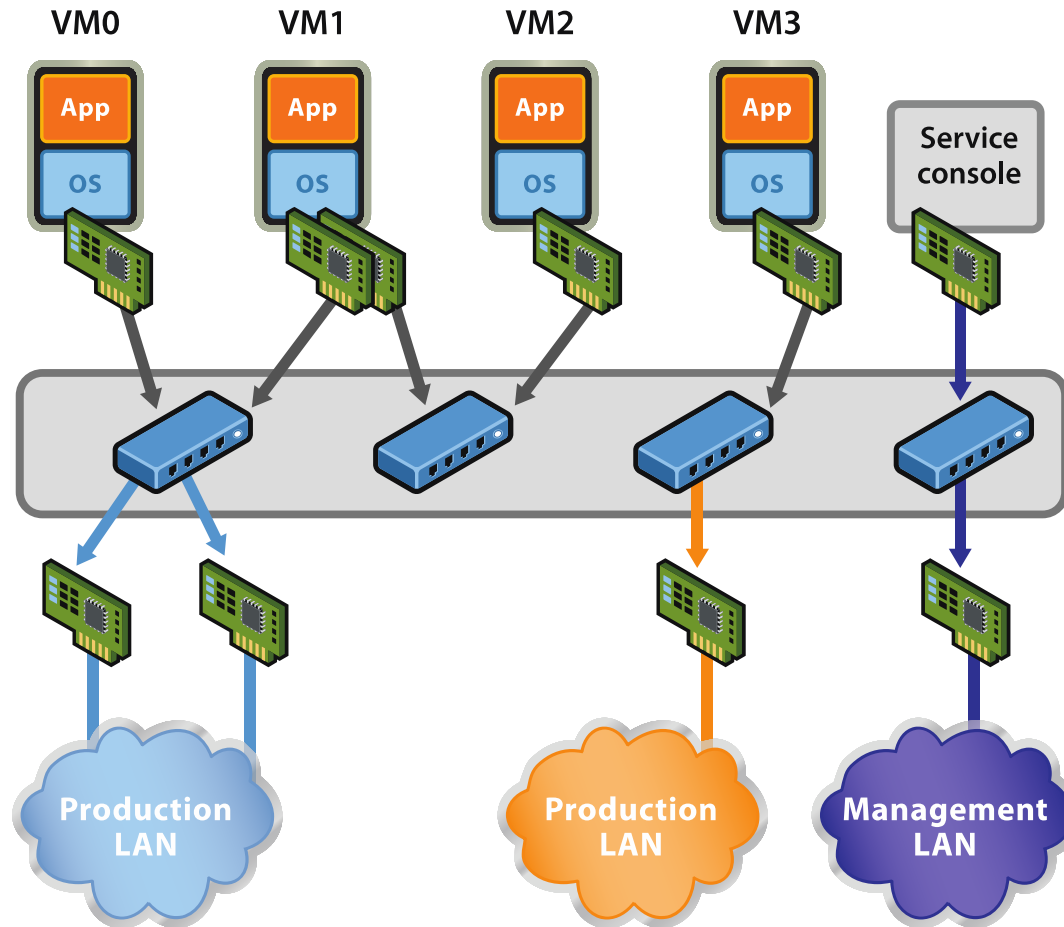 VM0
VM1
VM2
VM3
App
App
App
App
OS
OS
OS
OS
Service
console
Production
LAN
Production
LAN
Management
LAN